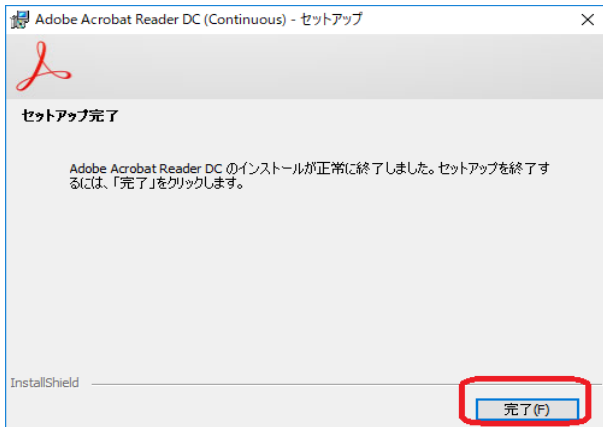 Adobe Acrobat Reader DC (Continuous) - セットアップ
セットアップ完了
Adobe Acrobat Reader DC のインストールが正常に終了しました。セットアップを終了す
るには、「完了」をクリックします。
InstallShield
完了(F)